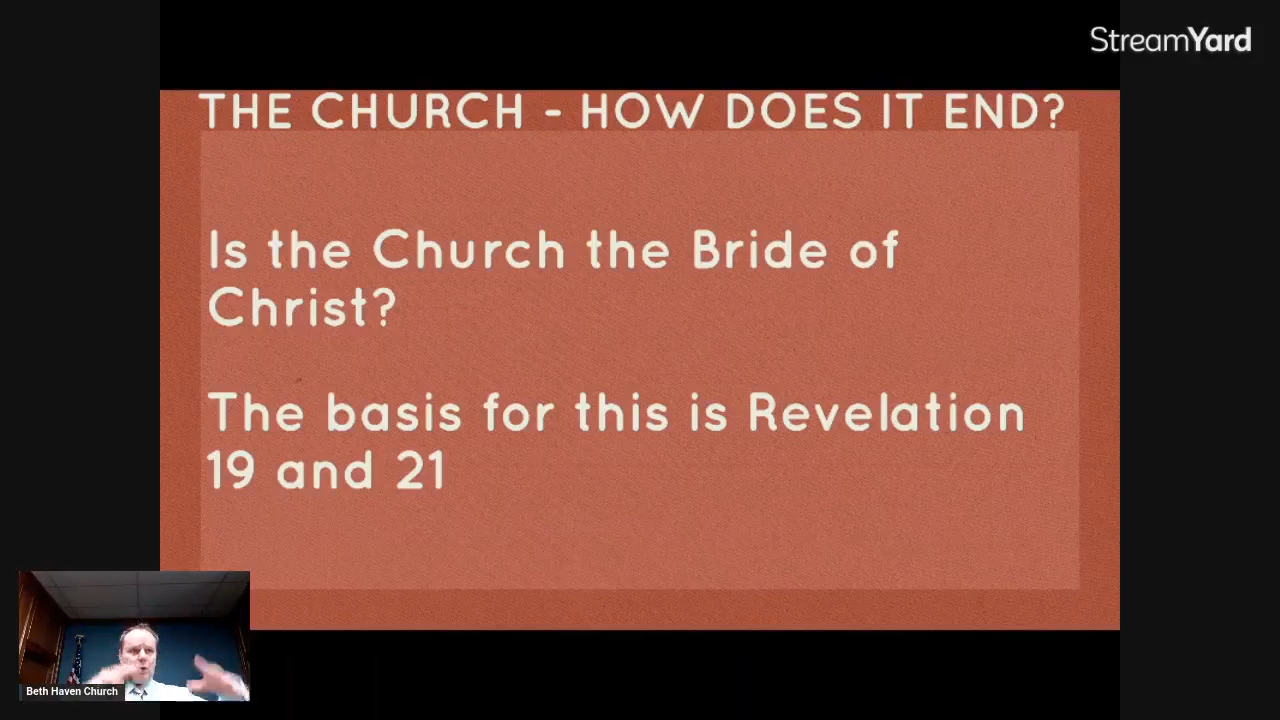 StreamYard
THE CHURCH - HOW DOES IT END?
Is the Church the Bride of
Christ?
The basis for this is Revelation
19 and 21
Beth Haven Church